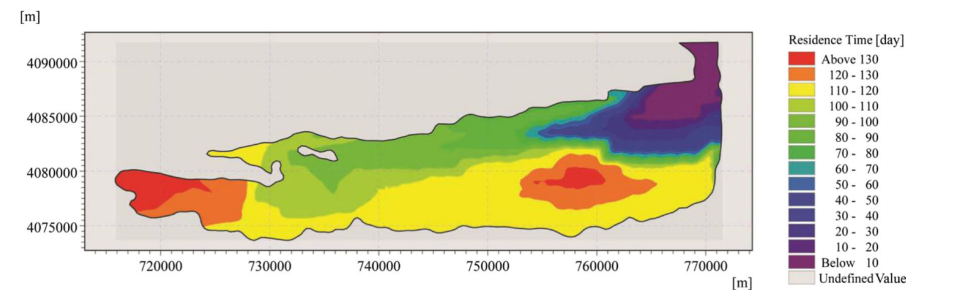 [m]
4090000
4085000
4080000
4075000
720000 730000 740000 750000 760000 770000
[m]
Residence Time [day]
Above 130
120 - 130
110 - 120
100 - 110
90 - 100
80 - 90
70 - 80
60 - 70
50 - 60
40 - 50
30 - 40
20 - 30
10 - 20
Below 10
Undefined Value